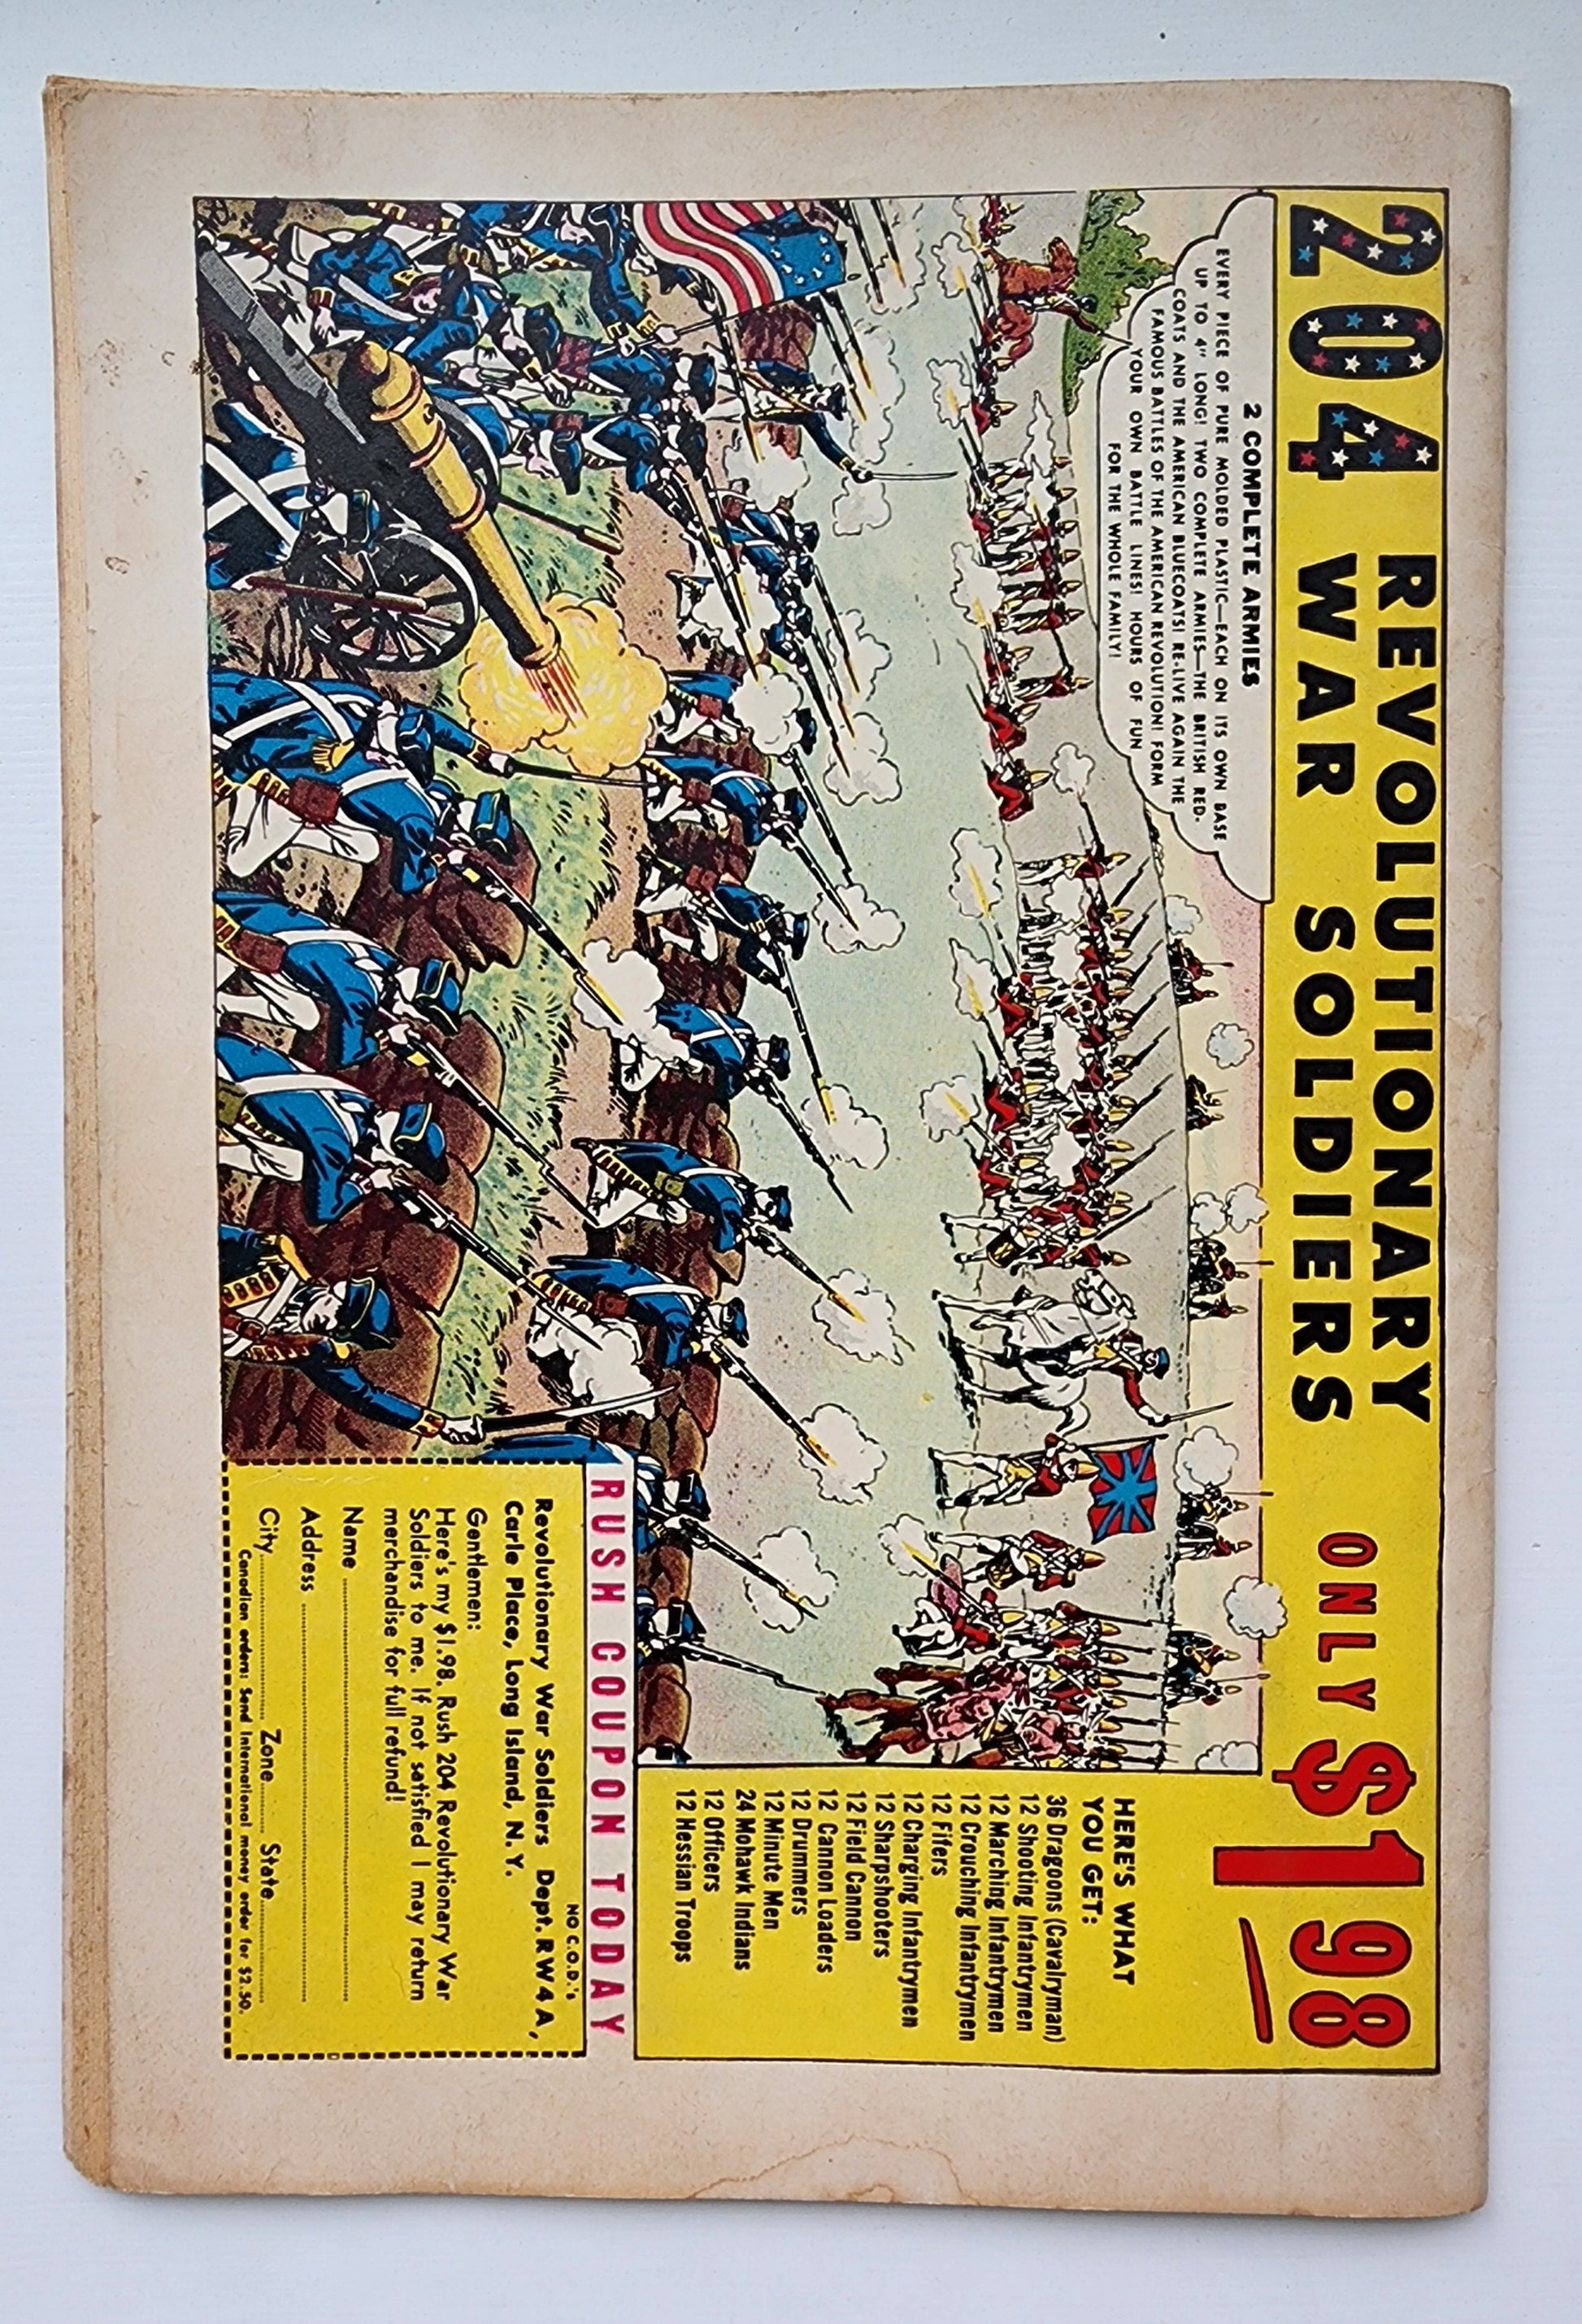 204 REVOLUTIONARY
WAR SOLDIERS
ONLY $1 98
2 COMPLETE ARMIES
EVERY PIECE OF PURE MOLDED PLASTIC—EACH ON ITS OWN BASE
UP TO 4" LONG! TWO COMPLETE ARMIES—THE BRITISH RED-
COATS AND THE AMERICAN BLUECOATS! RE-LIVE AGAIN THE
FAMOUS BATTLES OF THE AMERICAN REVOLUTION! FORM
YOUR OWN BATTLE LINES! HOURS OF FUN
FOR THE WHOLE FAMILY!
HERE'S WHAT
YOU GET:
36 Dragoons (Cavalryman)
12 Shooting Infantrymen
12 Marching Infantrymen
12 Crouching Infantrymen
12 Fifers
12 Charging Infantrymen
12 Sharpshooters
12 Field Cannon
12 Cannon Loaders
12 Drummers
12 Minute Men
24 Mohawk Indians
12 Officers
12 Hessian Troops
RUSH COUPON TODAY
NO C.O.D.'s
Revolutionary War Soldiers Dept. RW4A,
Carle Place, Long Island, N.Y.
Gentlemen:
Here's my $1.98. Rush 204 Revolutionary War
Soldiers to me. If not satisfied I may return
merchandise for full refund!
Name
Address
City Zone State
Canadian orders: Send International money order for $2.50.